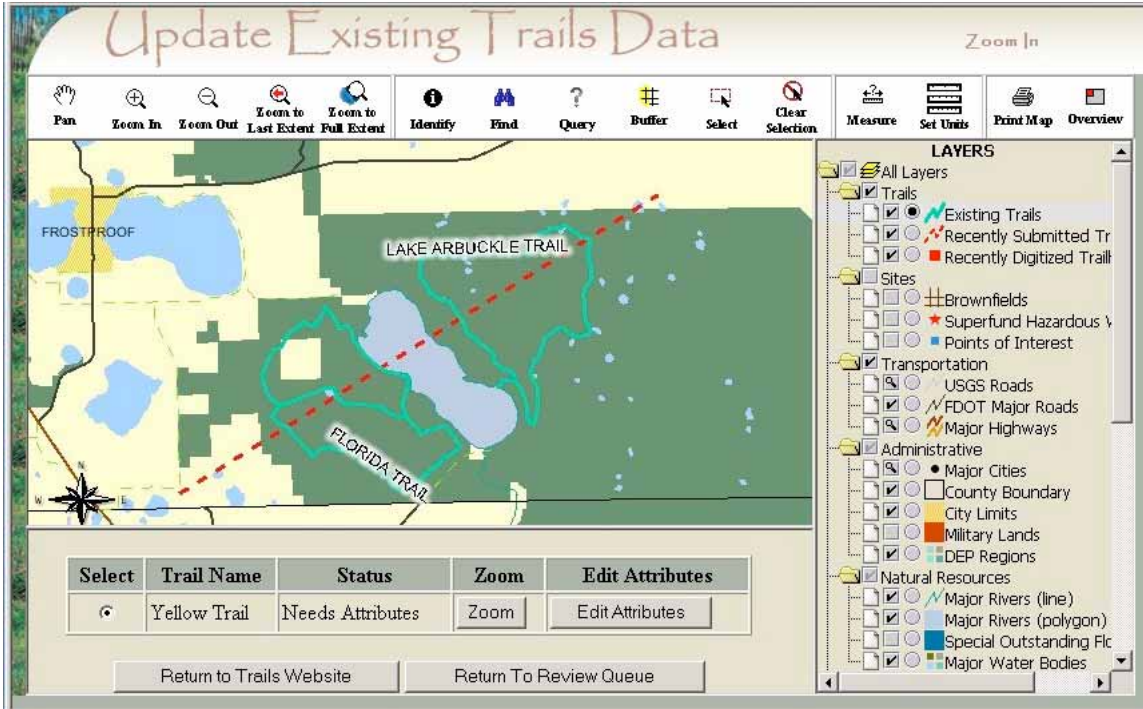 Update Existing Trails Data
Zoom In
Pan
Zoom In
Zoom Out
Zoom to
Last Extent
Zoom to
Full Extent
Identify
Find
Query
Buffer
Select
Clear
Selection
Measure
Set Units
Print Map
Overview
FROSTPROOF
LAKE ARBUCKLE TRAIL
FLORIDA TRAIL
N
W
E
LAYERS
All Layers
Trails
Existing Trails
Recently Submitted Tr
Recently Digitized Trail
Sites
Brownfields
Superfund Hazardous
Points of Interest
Transportation
USGS Roads
FDOT Major Roads
Major Highways
Administrative
Major Cities
County Boundary
City Limits
Military Lands
DEP Regions
Natural Resources
Major Rivers (line)
Major Rivers (polygon)
Special Outstanding Flo
Major Water Bodies
Select Trail Name Status Zoom Edit Attributes
Yellow Trail Needs Attributes Zoom Edit Attributes
Return to Trails Website
Return To Review Queue